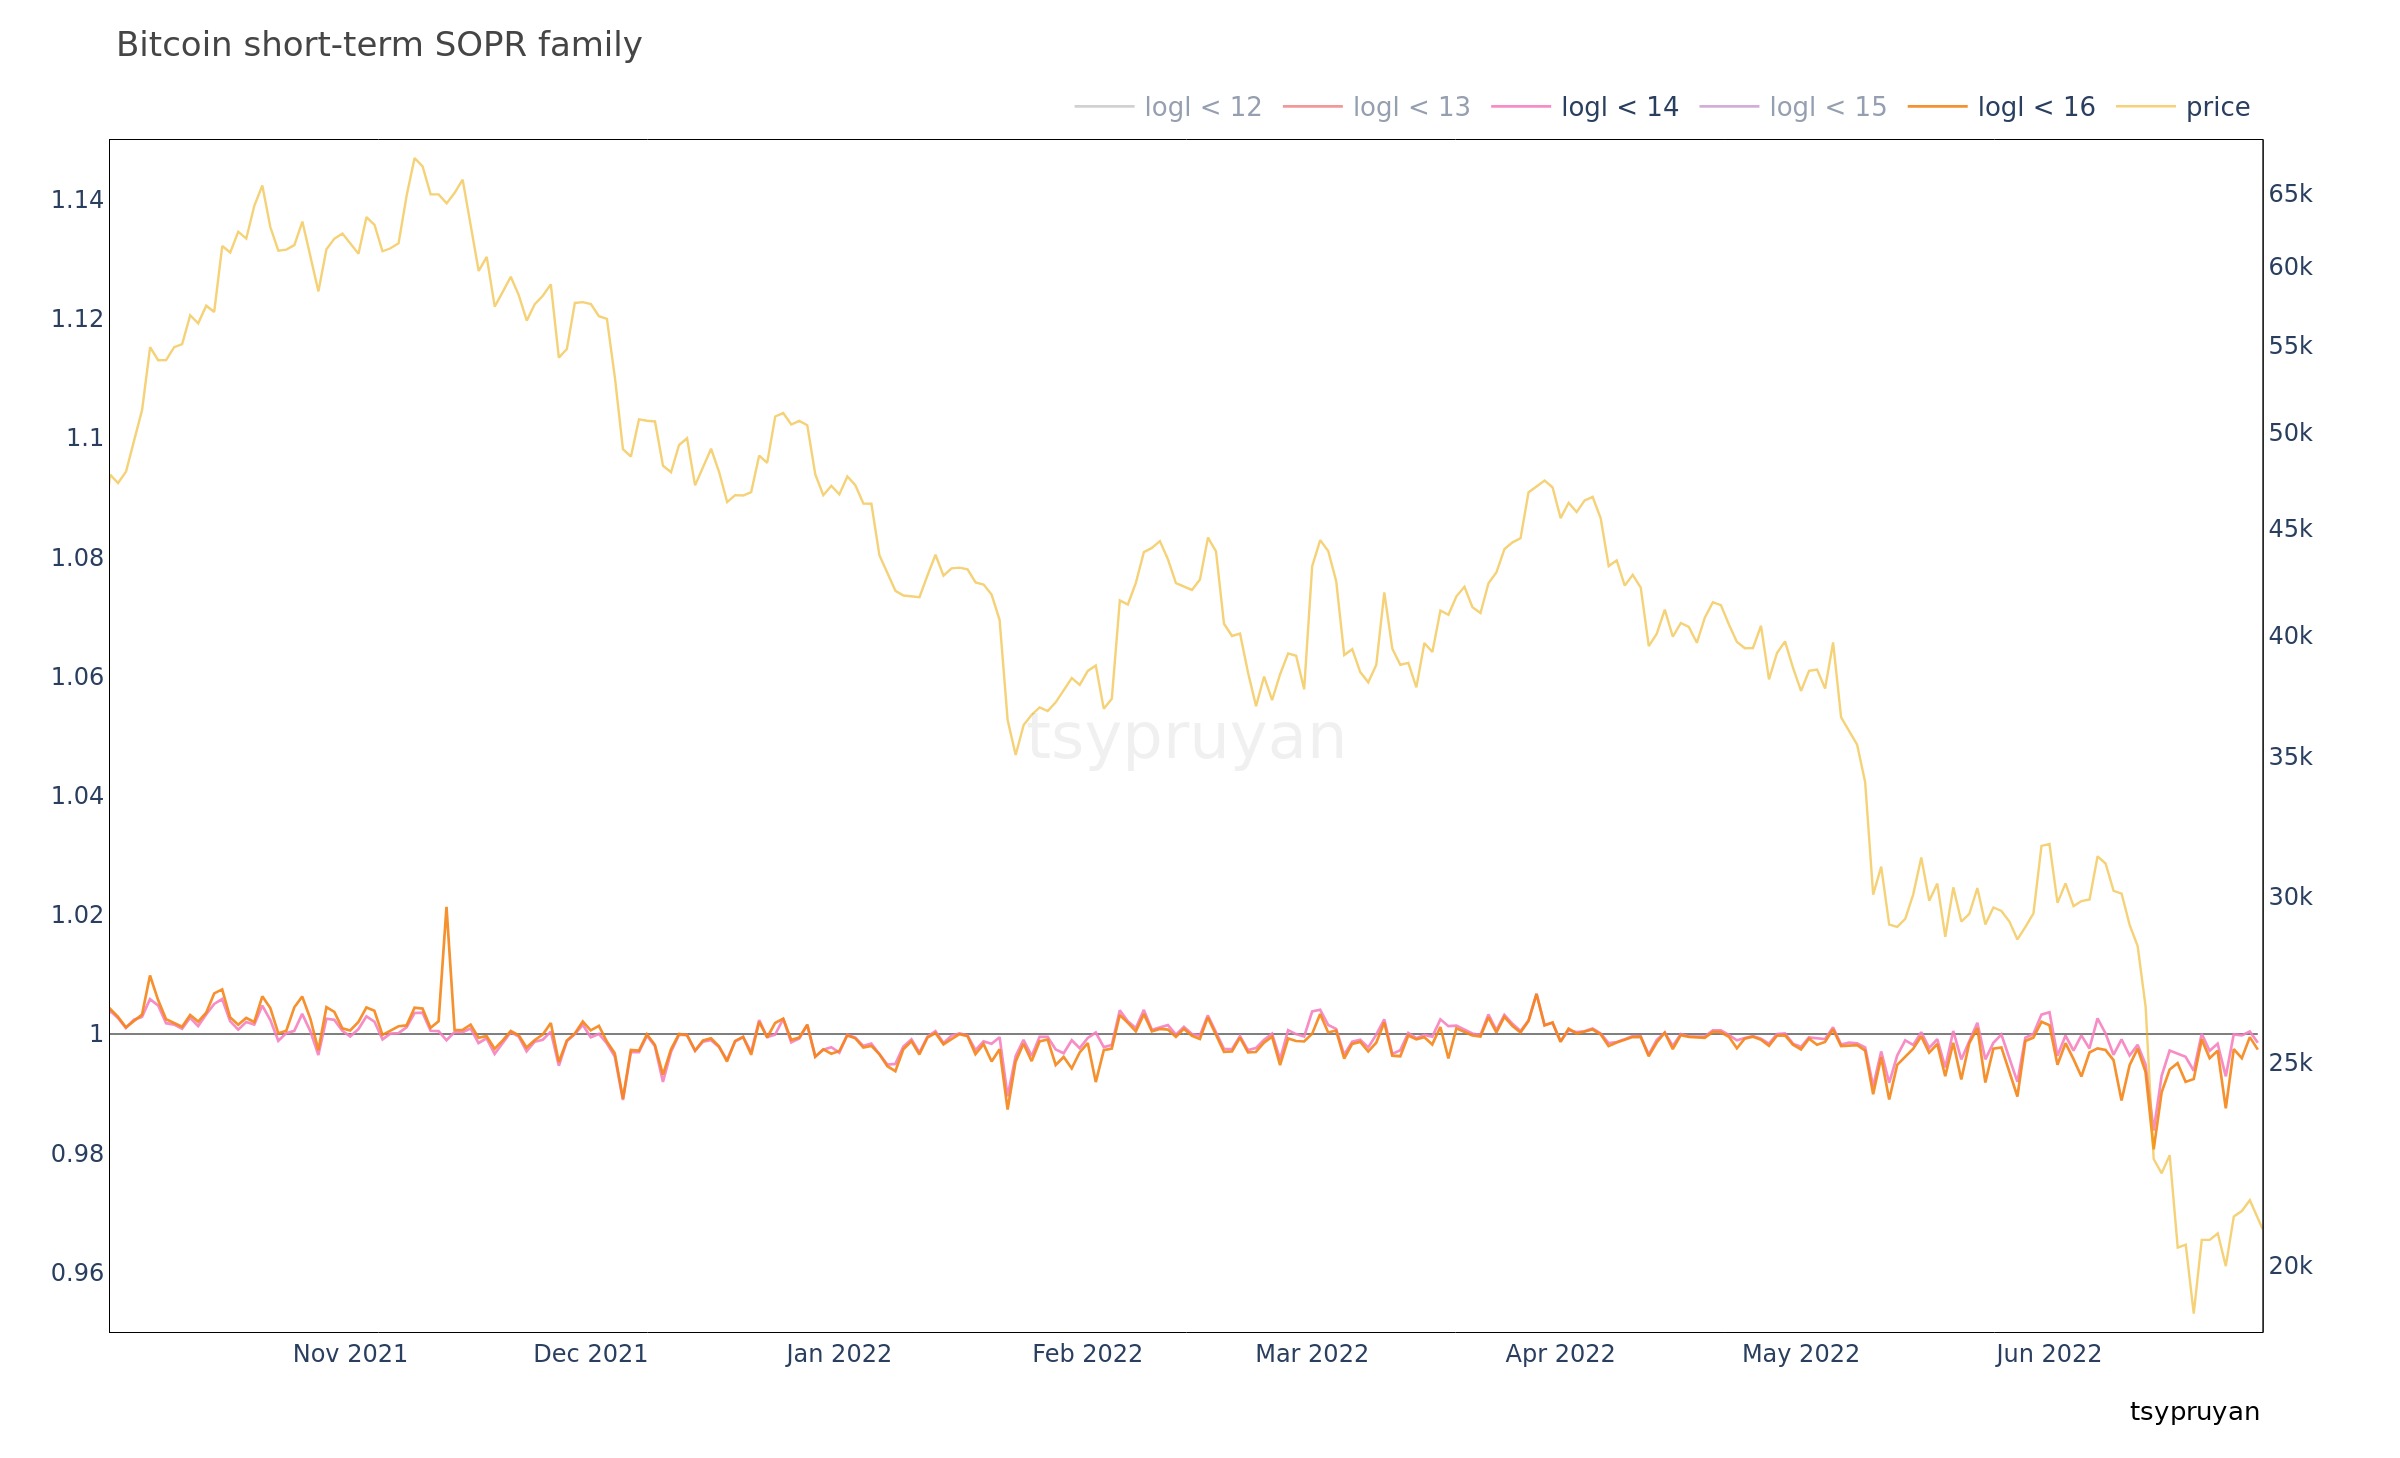 Bitcoin short-term SOPR family
logl < 12 logl < 13 logl < 14 logl < 15 logl < 16 price
1.14 65k
60k
1.12
55k
1.1 50k
45k
1.08
40k
1.06
tsypruyan
35k
1.04
1.02 30k
1 25k
0.98
0.96 20k
Nov 2021 Dec 2021 Jan 2022 Feb 2022 Mar 2022 Apr 2022 May 2022 Jun 2022
tsypruyan